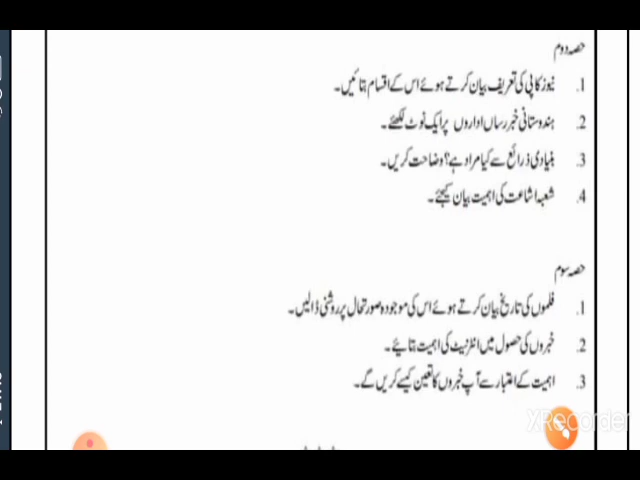 حصہ دوم
1. نیوز کاپی کی تعریف بیان کرتے ہوئے اس کے اقسام بتائیں۔
2. ہندوستانی خبر رساں اداروں پر ایک نوٹ لکھئے۔
3. بنیادی ذرائع سے کیا مراد ہے؟ وضاحت کریں۔
4. شعبہ اشاعت کی اہمیت بیان کیجئے۔
حصہ سوم
1. فلموں کی تاریخ بیان کرتے ہوئے اس کی موجودہ صورتحال پر روشنی ڈالیں۔
2. خبروں کی حصول میں انٹرنیٹ کی اہمیت بتایئے۔
3. اہمیت کے اعتبار سے آپ خبروں کا تعین کیسے کریں گے۔
XRecorder